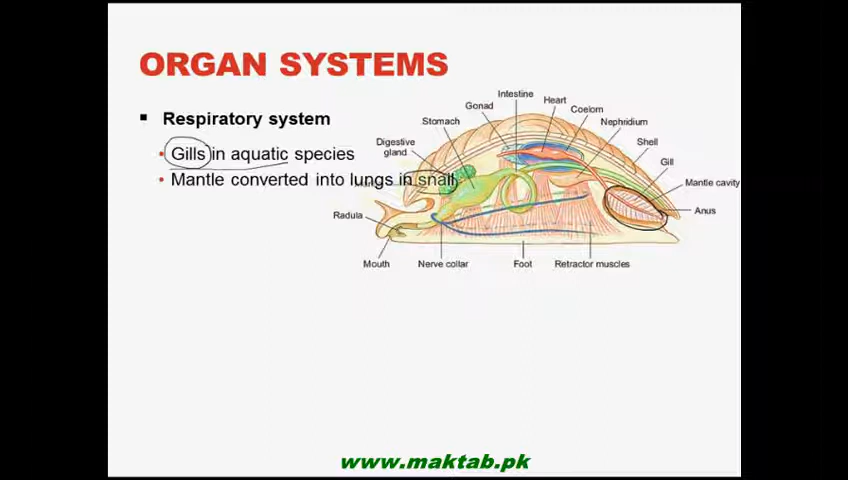 ORGAN SYSTEMS
Respiratory system
Gills in aquatic species
Mantle converted into lungs in snail
Intestine
Gonad
Heart
Coelom
Stomach
Nephridium
Digestive
gland
Shell
Gill
Mantle cavity
Radula
Anus
Mouth
Nerve collar
Foot
Retractor muscles
www.maktab.pk